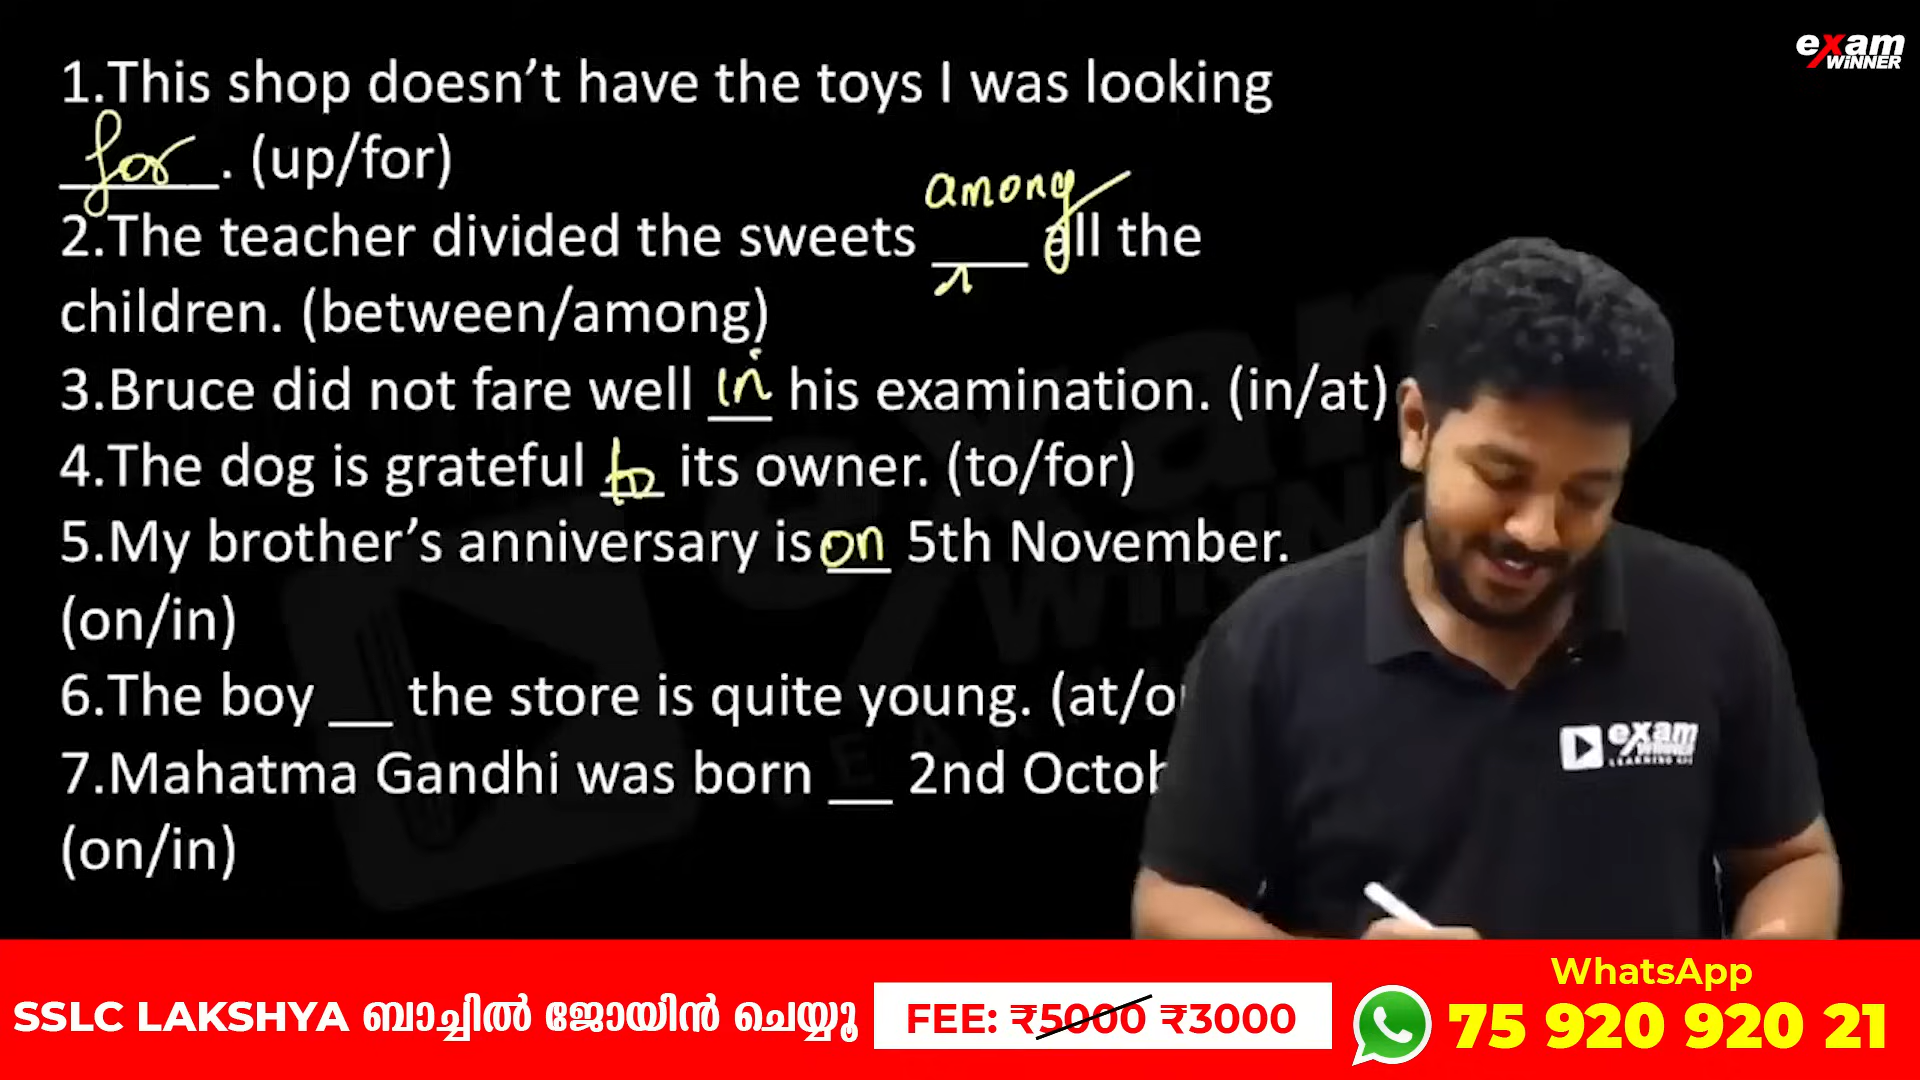 exam
WINNER
1.This shop doesn’t have the toys I was looking
for. (up/for)
among
2.The teacher divided the sweets ____ all the
children. (between/among)
3.Bruce did not fare well in his examination. (in/at)
4.The dog is grateful to its owner. (to/for)
5.My brother’s anniversary is on 5th November.
(on/in)
6.The boy __ the store is quite young. (at/o
7.Mahatma Gandhi was born __ 2nd Octob
(on/in)
exam
WINNER
LEARNING APP
WhatsApp
SSLC LAKSHYA ബാച്ചിൽ ജോയിൻ ചെയ്യൂ FEE: ₹5000 ₹3000 75 920 920 21